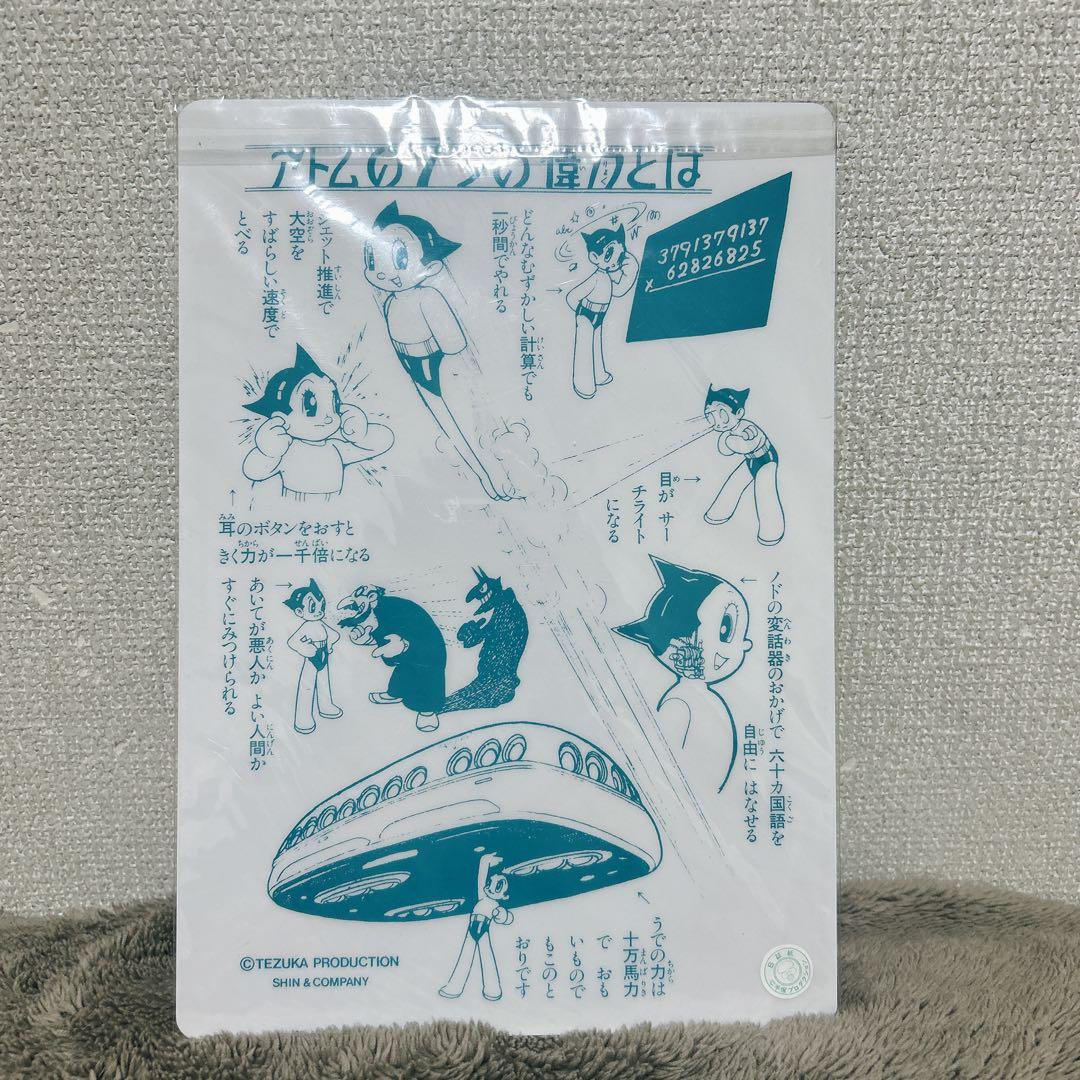 アトムの7つの偉力とは
ジェット推進で
大空を
すばらしい速度で
とべる
どんなむずかしい計算でも
一秒間でやれる
3791379137
× 62826825
耳のボタンをおすと
きく力が一千倍になる
目が サー
チライト
になる
あいてが悪人か よい人間か
すぐにみつけられる
ノドの変話器のおかげで 六十カ国語を
自由に はなせる
うでの力は
十万馬力
で おも
いもので
もこのと
おりです
©TEZUKA PRODUCTION
SHIN & COMPANY